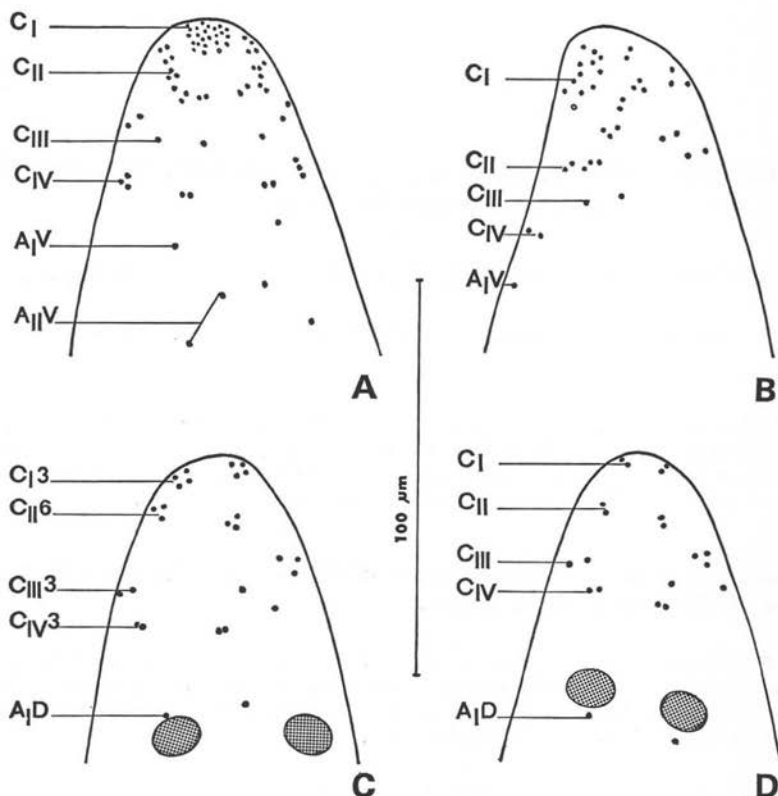 CI
CII
CIII
CIV
AIV
AIIV
A
CI
CII
CIII
CIV
AIV
B
100 µm
CI3
CII6
CIII3
CIV3
AID
C
CI
CII
CIII
CIV
AID
D